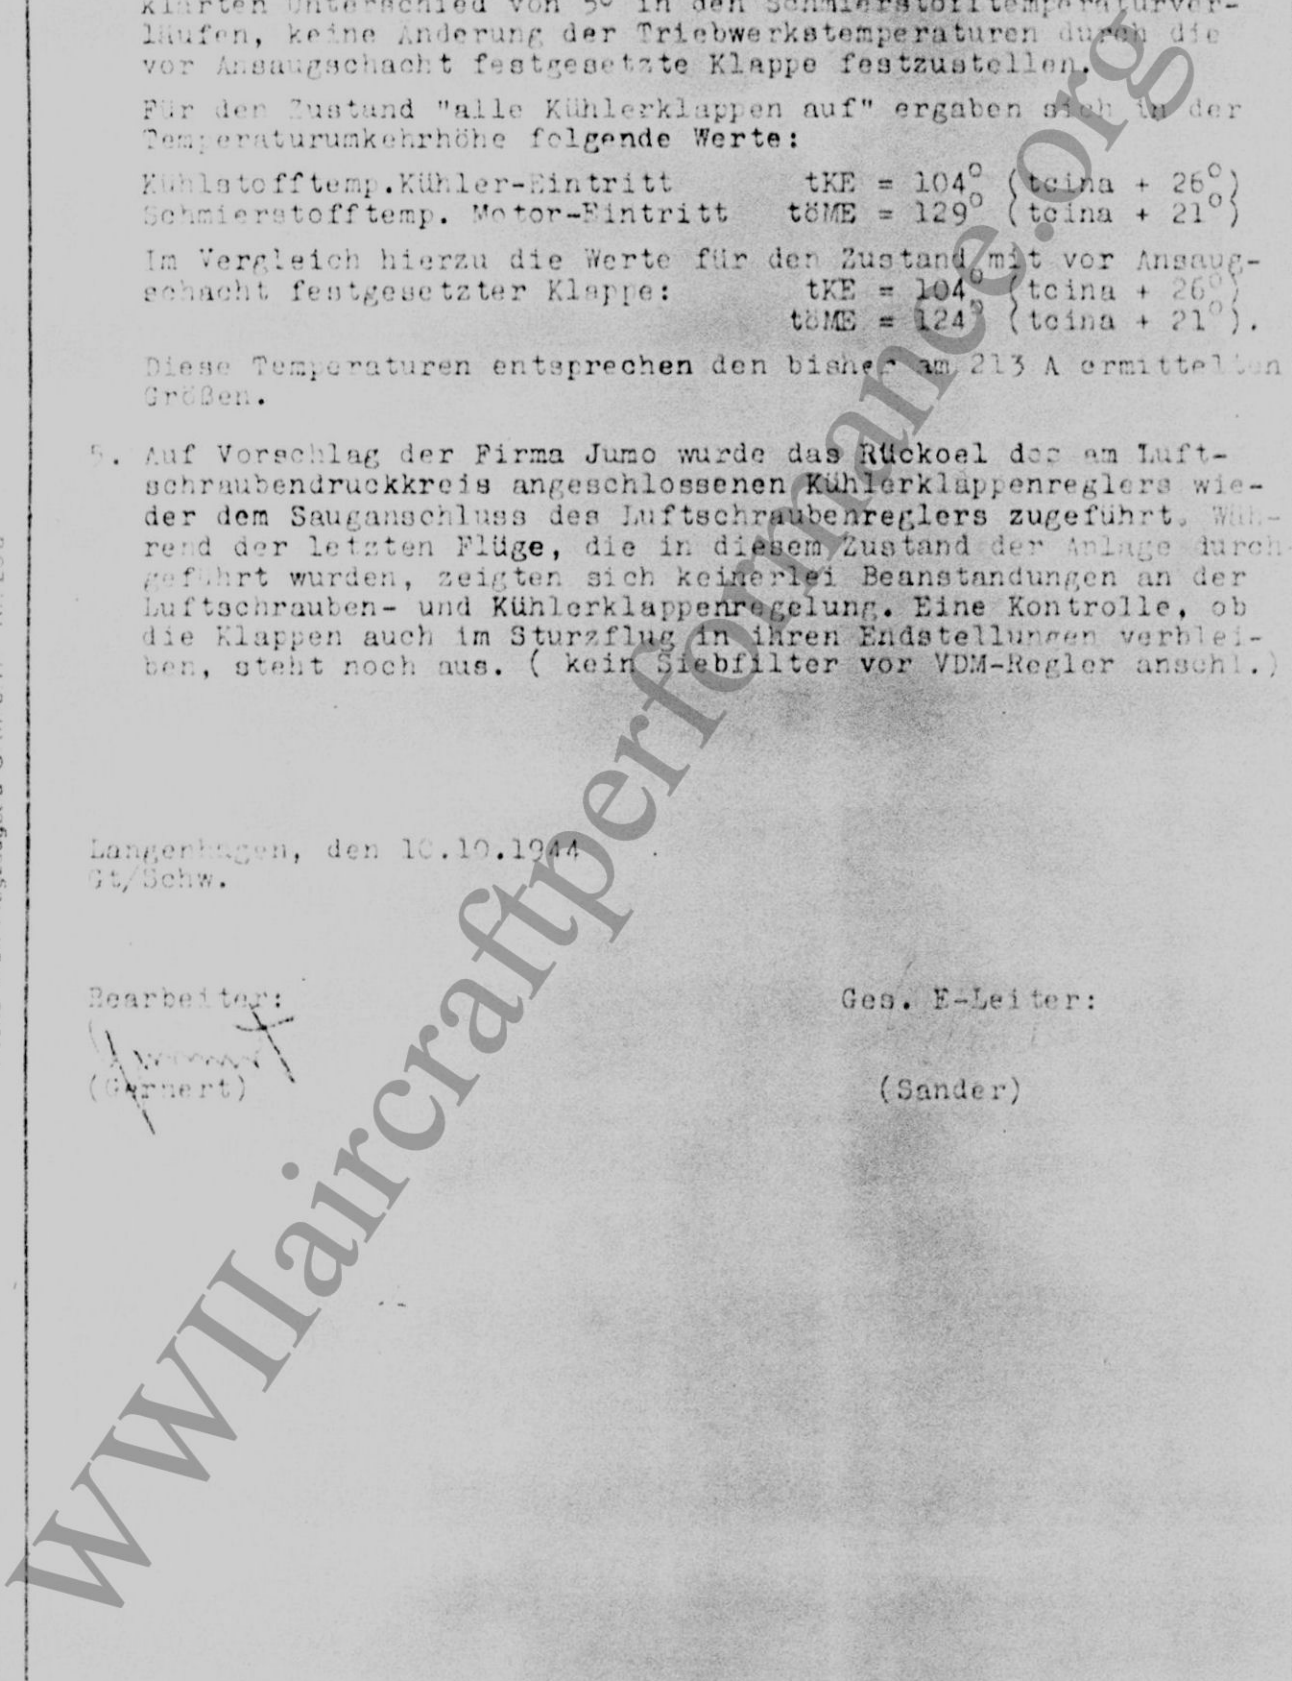 klärten Unterschied von 5° in den Schmierstofftemperaturver-
läufen, keine Änderung der Triebwerkstemperaturen durch die
vor Ansaugschacht festgesetzte Klappe festzustellen.
Für den Zustand "alle Kühlerklappen auf" ergaben sich in der
Temperaturumkehrhöhe folgende Werte:
Kühlstofftemp.Kühler-Eintritt tKE = 104° (tcina + 26°)
Schmierstofftemp. Motor-Eintritt töME = 129° (tcina + 21°)
Im Vergleich hierzu die Werte für den Zustand mit vor Ansaug-
schacht festgesetzter Klappe: tKE = 104° (tcina + 26°)
töME = 124° (tcina + 21°).
Diese Temperaturen entsprechen den bisher am 213 A ermittelten
Größen.
5. Auf Vorschlag der Firma Jumo wurde das Rückoel des am Luft-
schraubendruckkreis angeschlossenen Kühlerklappenreglers wie-
der dem Sauganschluss des Luftschraubenreglers zugeführt. Wäh-
rend der letzten Flüge, die in diesem Zustand der Anlage durch-
geführt wurden, zeigten sich keinerlei Beanstandungen an der
Luftschrauben- und Kühlerklappenregelung. Eine Kontrolle, ob
die Klappen auch im Sturzflug in ihren Endstellungen verblei-
ben, steht noch aus. ( kein Siebfilter vor VDM-Regler anschl.)
Langenhagen, den 10.10.1944
Gt/Schw.
Bearbeiter: Ges. E-Leiter:
(Gernert) (Sander)
WWIIaircraftperformance.org